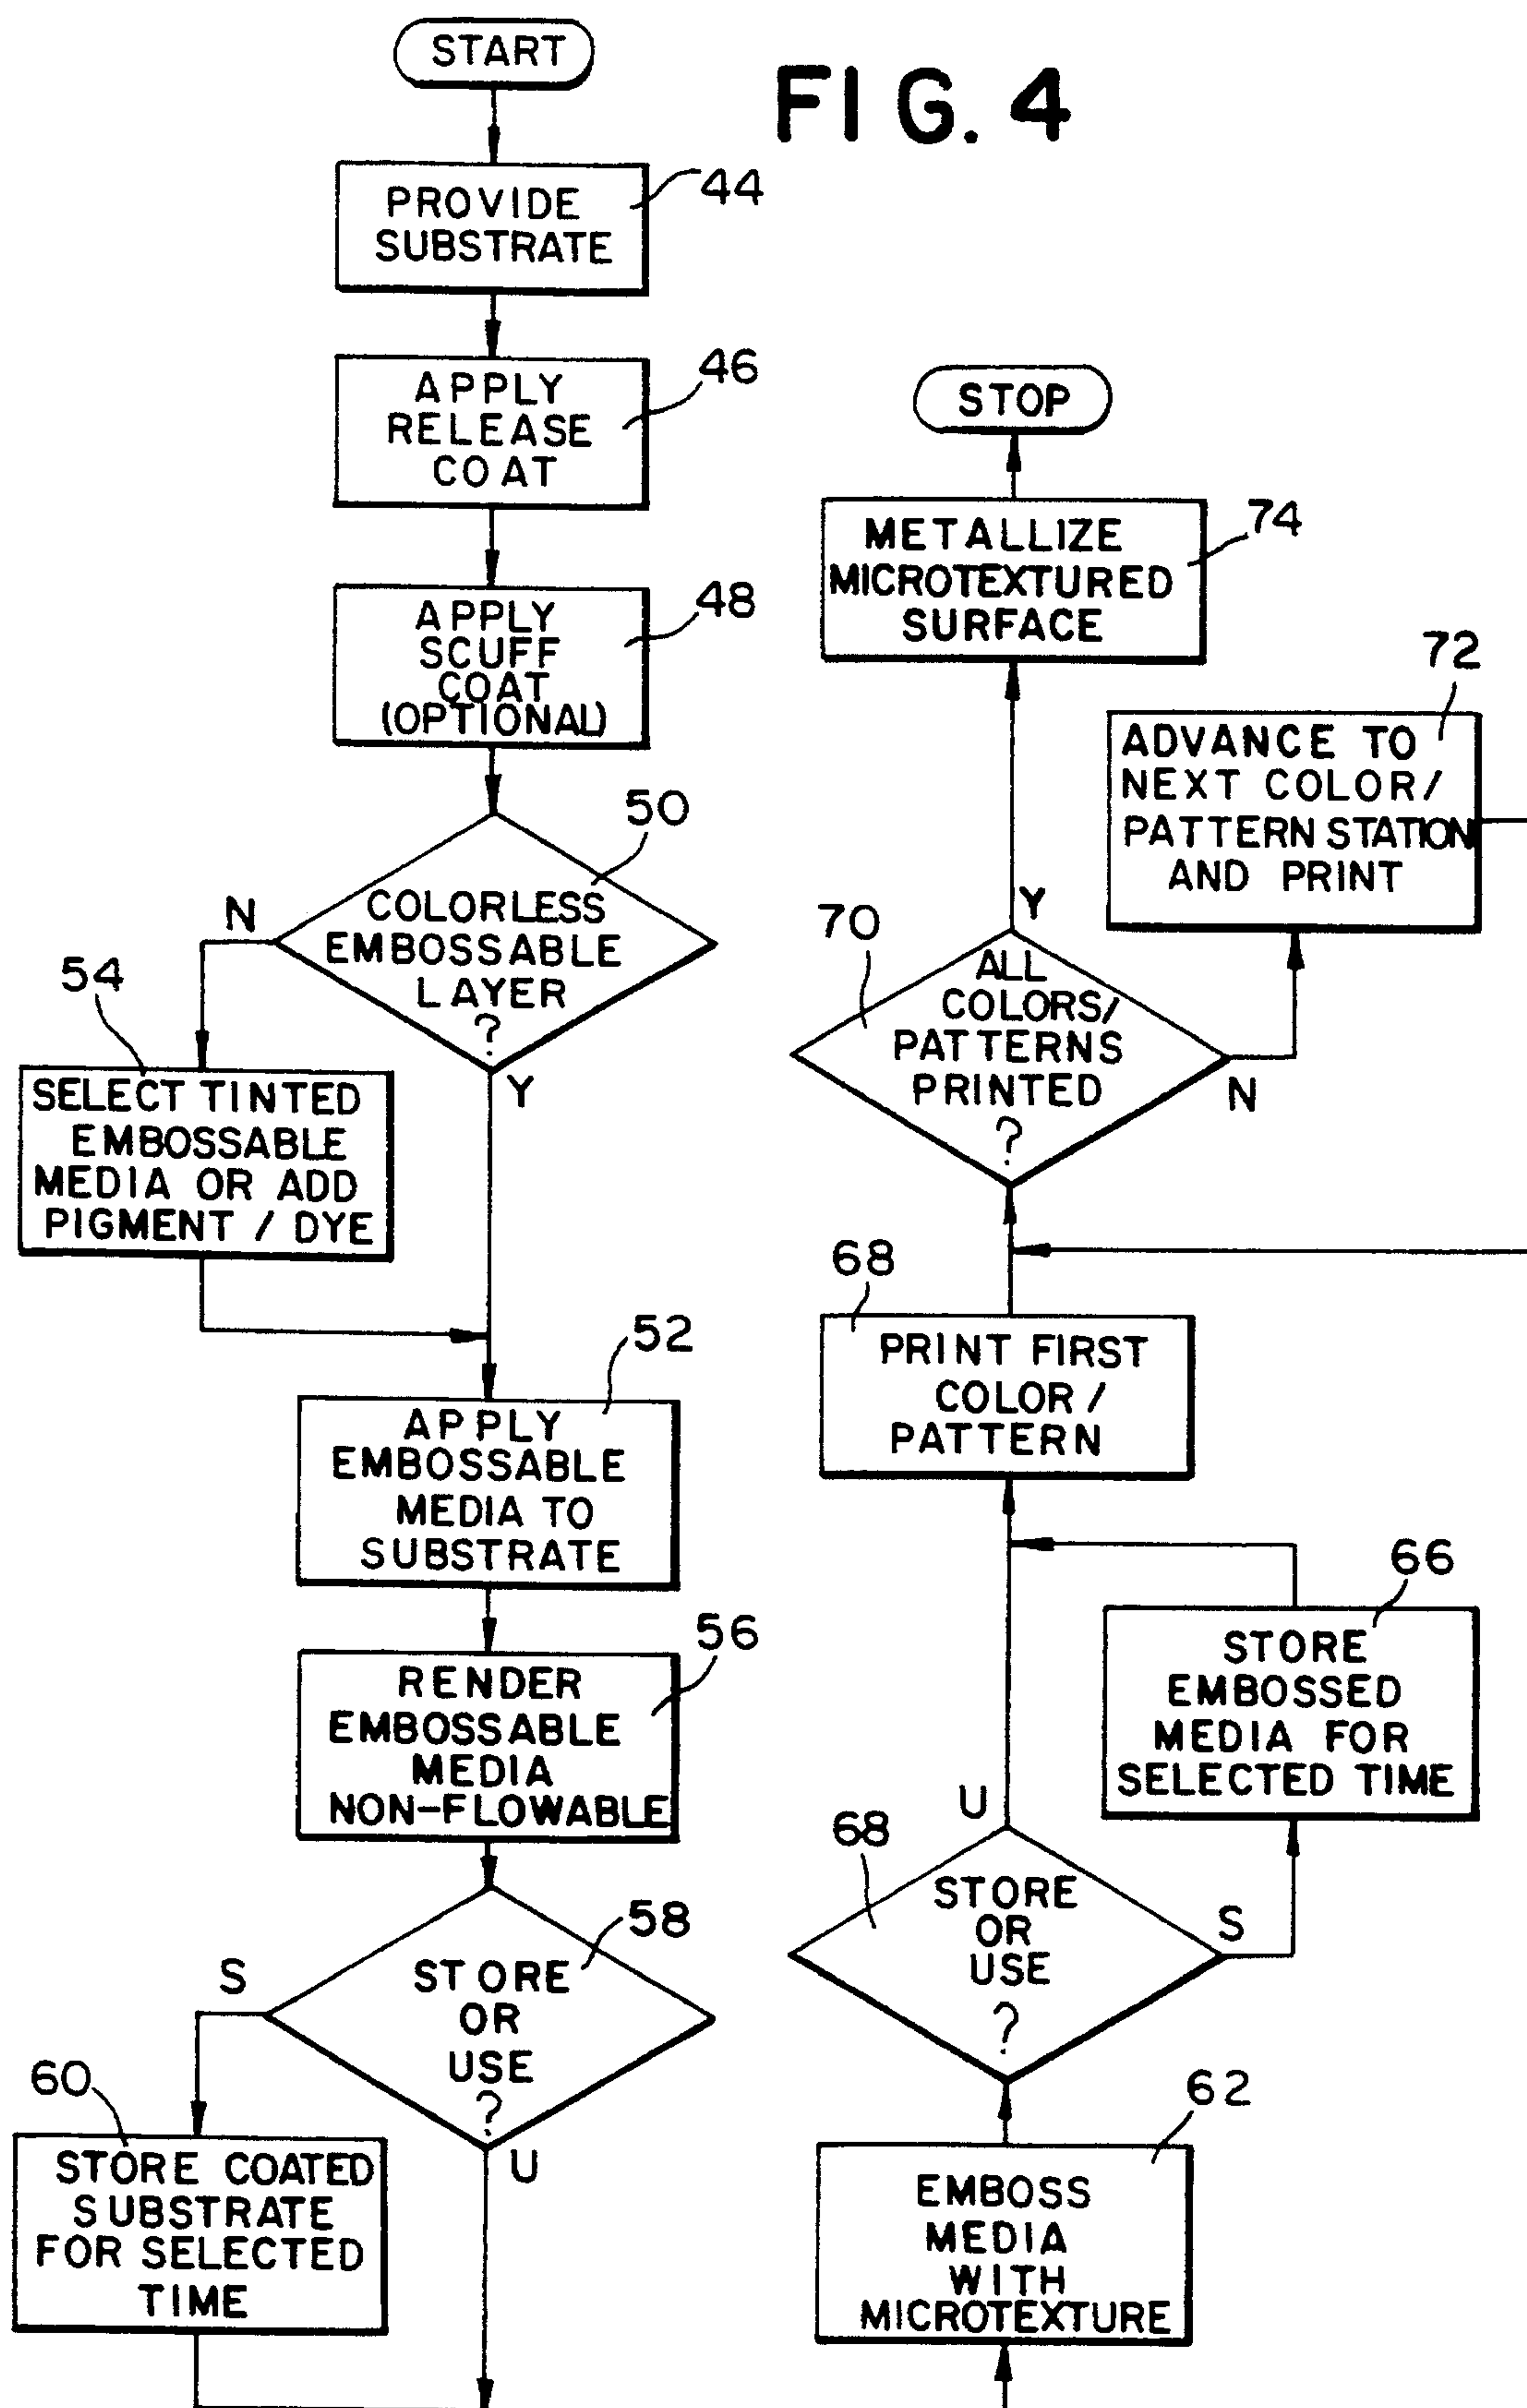 START
FIG. 4
PROVIDE
SUBSTRATE
44
APPLY
RELEASE
COAT
46
APPLY
SCUFF
COAT
(OPTIONAL)
48
50
COLORLESS
EMBOSSABLE
LAYER
?
N
Y
54
SELECT TINTED
EMBOSSABLE
MEDIA OR ADD
PIGMENT / DYE
52
APPLY
EMBOSSABLE
MEDIA TO
SUBSTRATE
56
RENDER
EMBOSSABLE
MEDIA
NON-FLOWABLE
58
STORE
OR
USE
?
S
U
60
STORE COATED
SUBSTRATE
FOR SELECTED
TIME
STOP
METALLIZE
MICROTEXTURED
SURFACE
74
72
ADVANCE TO
NEXT COLOR/
PATTERN STATION
AND PRINT
Y
70
ALL
COLORS/
PATTERNS
PRINTED
?
N
68
PRINT FIRST
COLOR /
PATTERN
66
STORE
EMBOSSED
MEDIA FOR
SELECTED TIME
U
68
STORE
OR
USE
?
S
62
EMBOSS
MEDIA
WITH
MICROTEXTURE